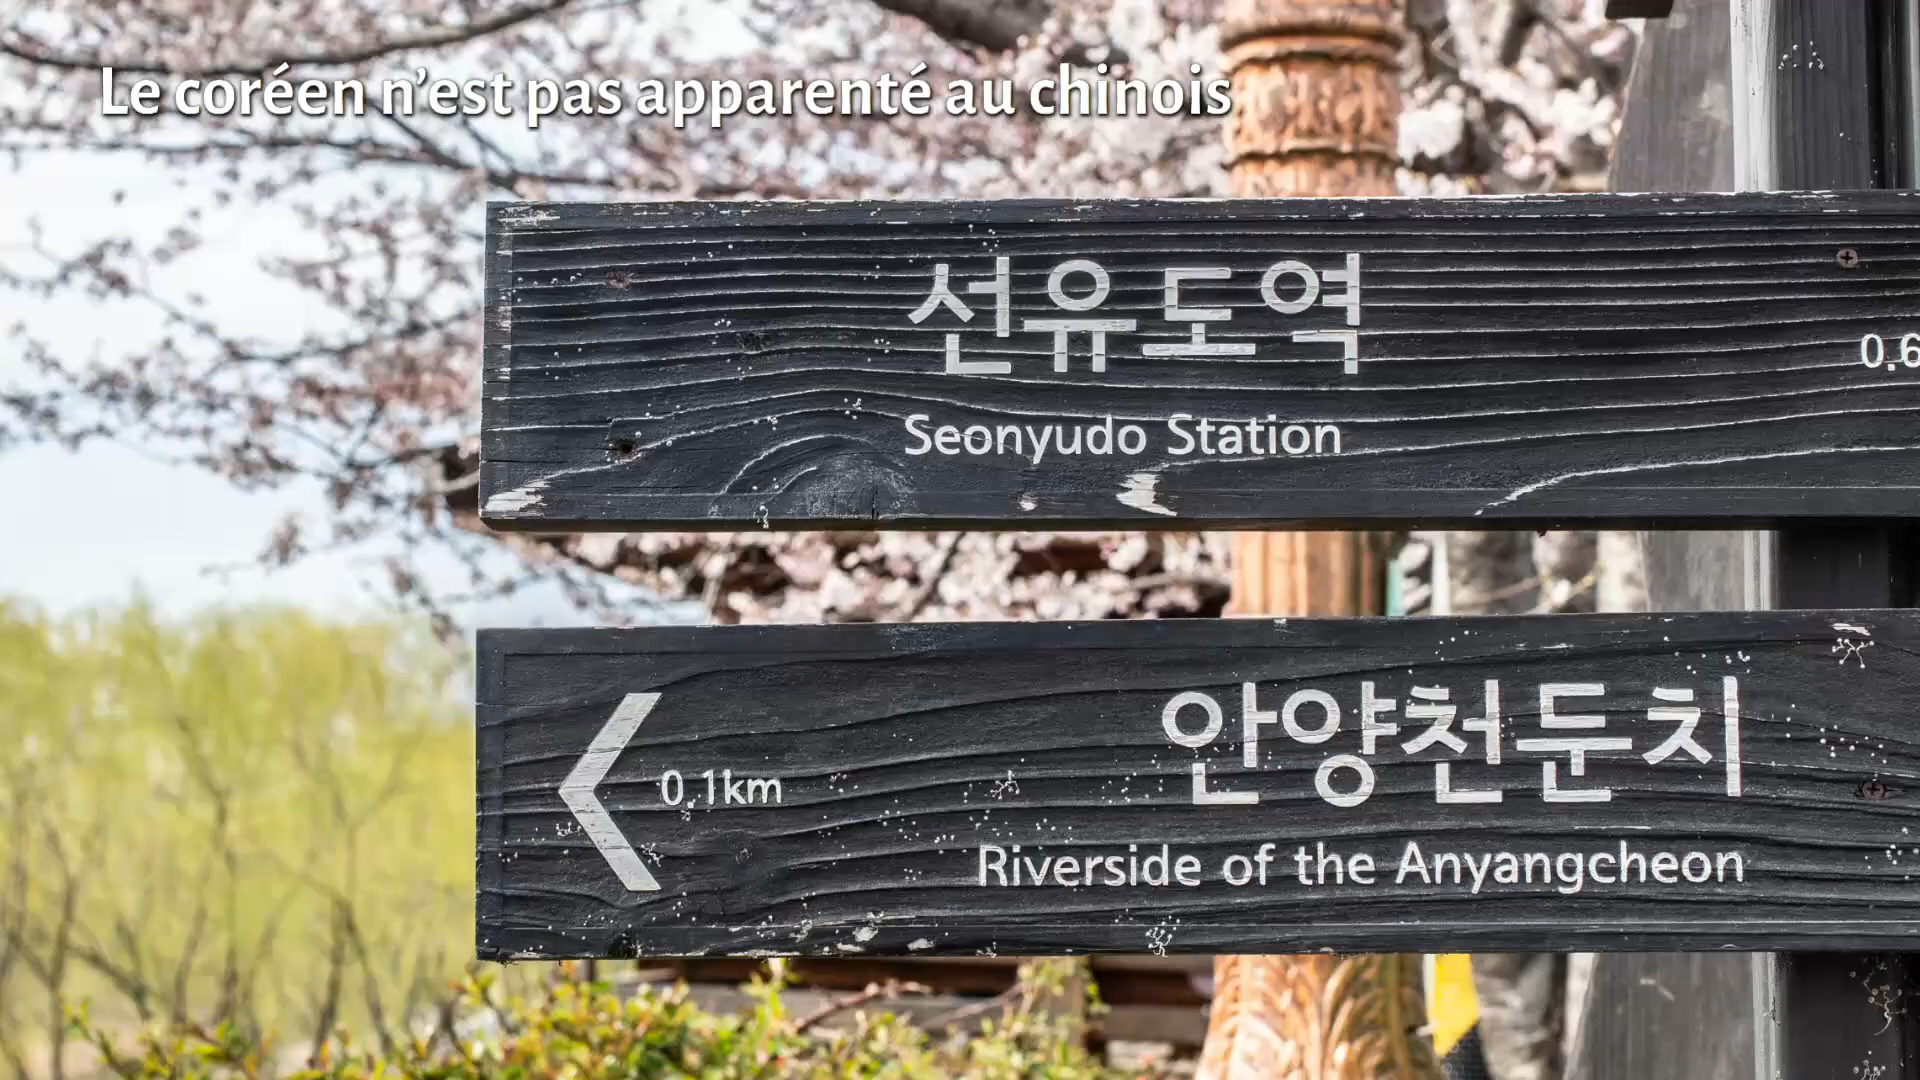 Le coréen n’est pas apparenté au chinois
선유도역
0.6
Seonyudo Station
안양천둔치
0.1km
Riverside of the Anyangcheon